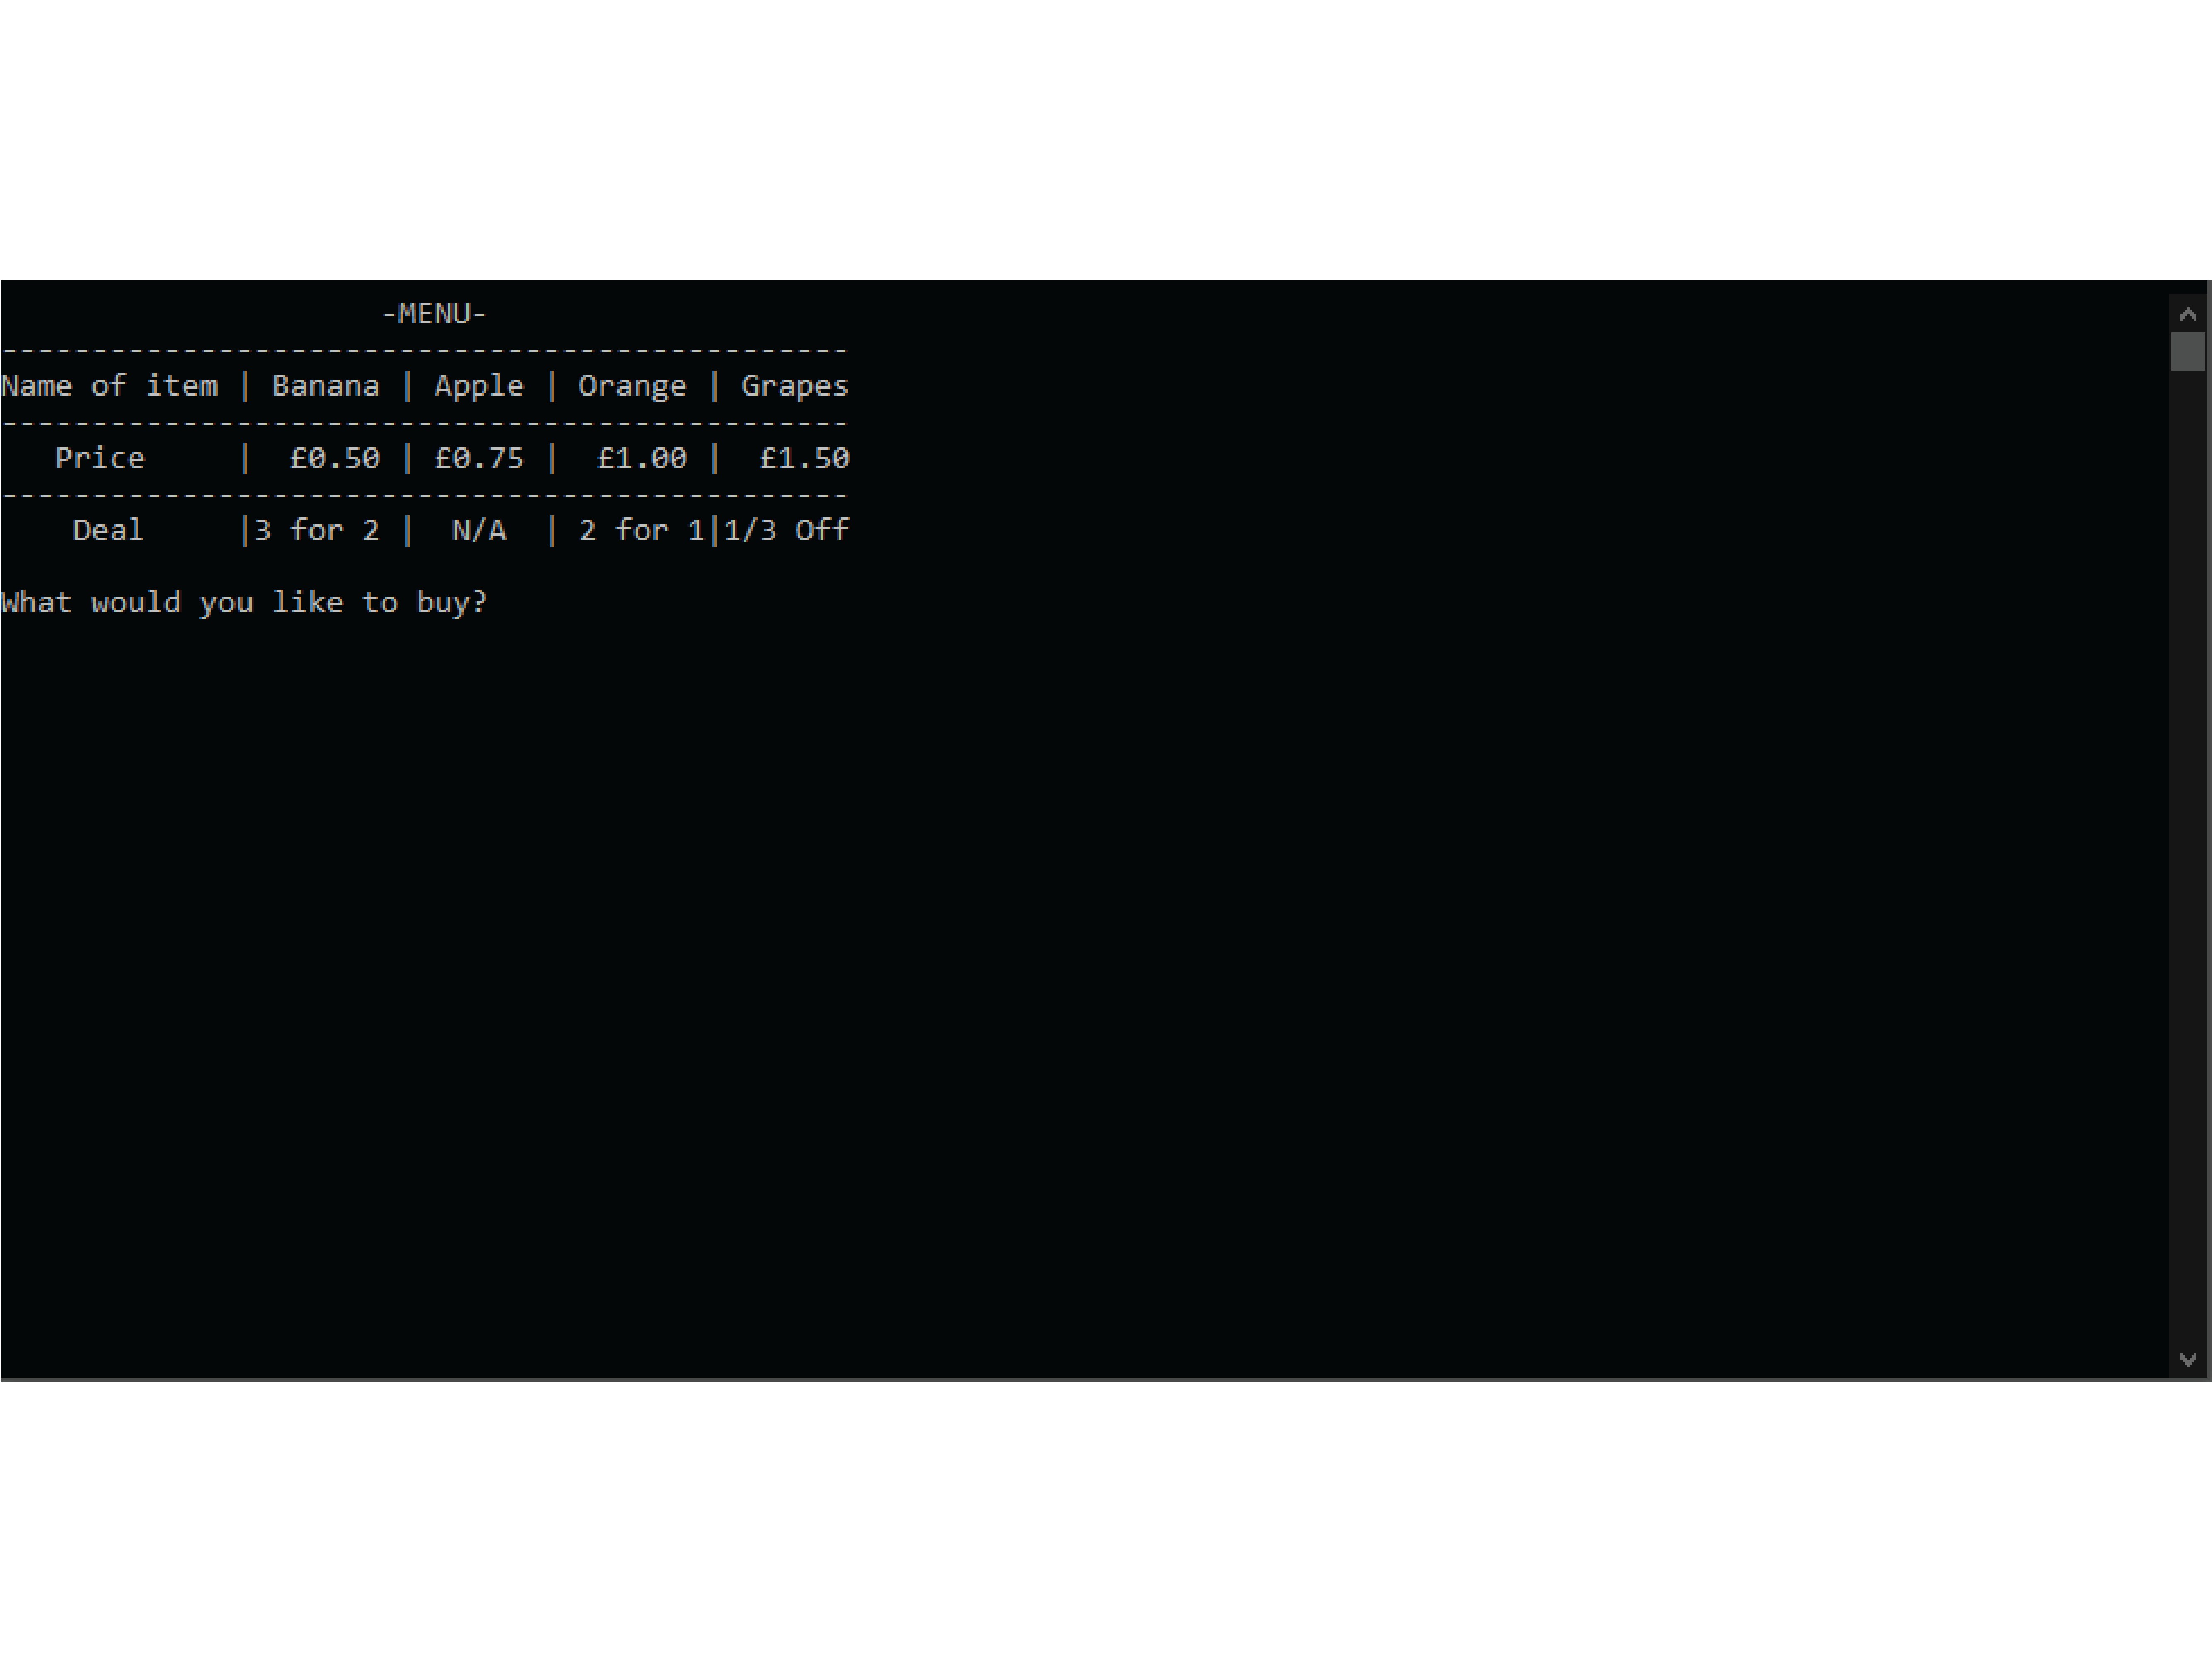 -MENU-
-----------------------------------------------
Name of item | Banana | Apple | Orange | Grapes
-----------------------------------------------
Price | £0.50 | £0.75 | £1.00 | £1.50
-----------------------------------------------
Deal |3 for 2 | N/A | 2 for 1|1/3 Off
What would you like to buy?